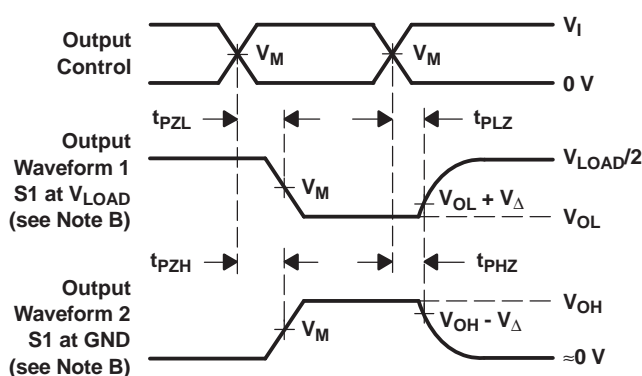 Output
Control
V_I
V_M
V_M
0 V
t_PZL
t_PLZ
Output
Waveform 1
S1 at V_LOAD
(see Note B)
V_LOAD/2
V_M
V_OL + V_Δ
V_OL
t_PZH
t_PHZ
Output
Waveform 2
S1 at GND
(see Note B)
V_OH
V_M
V_OH - V_Δ
≈0 V